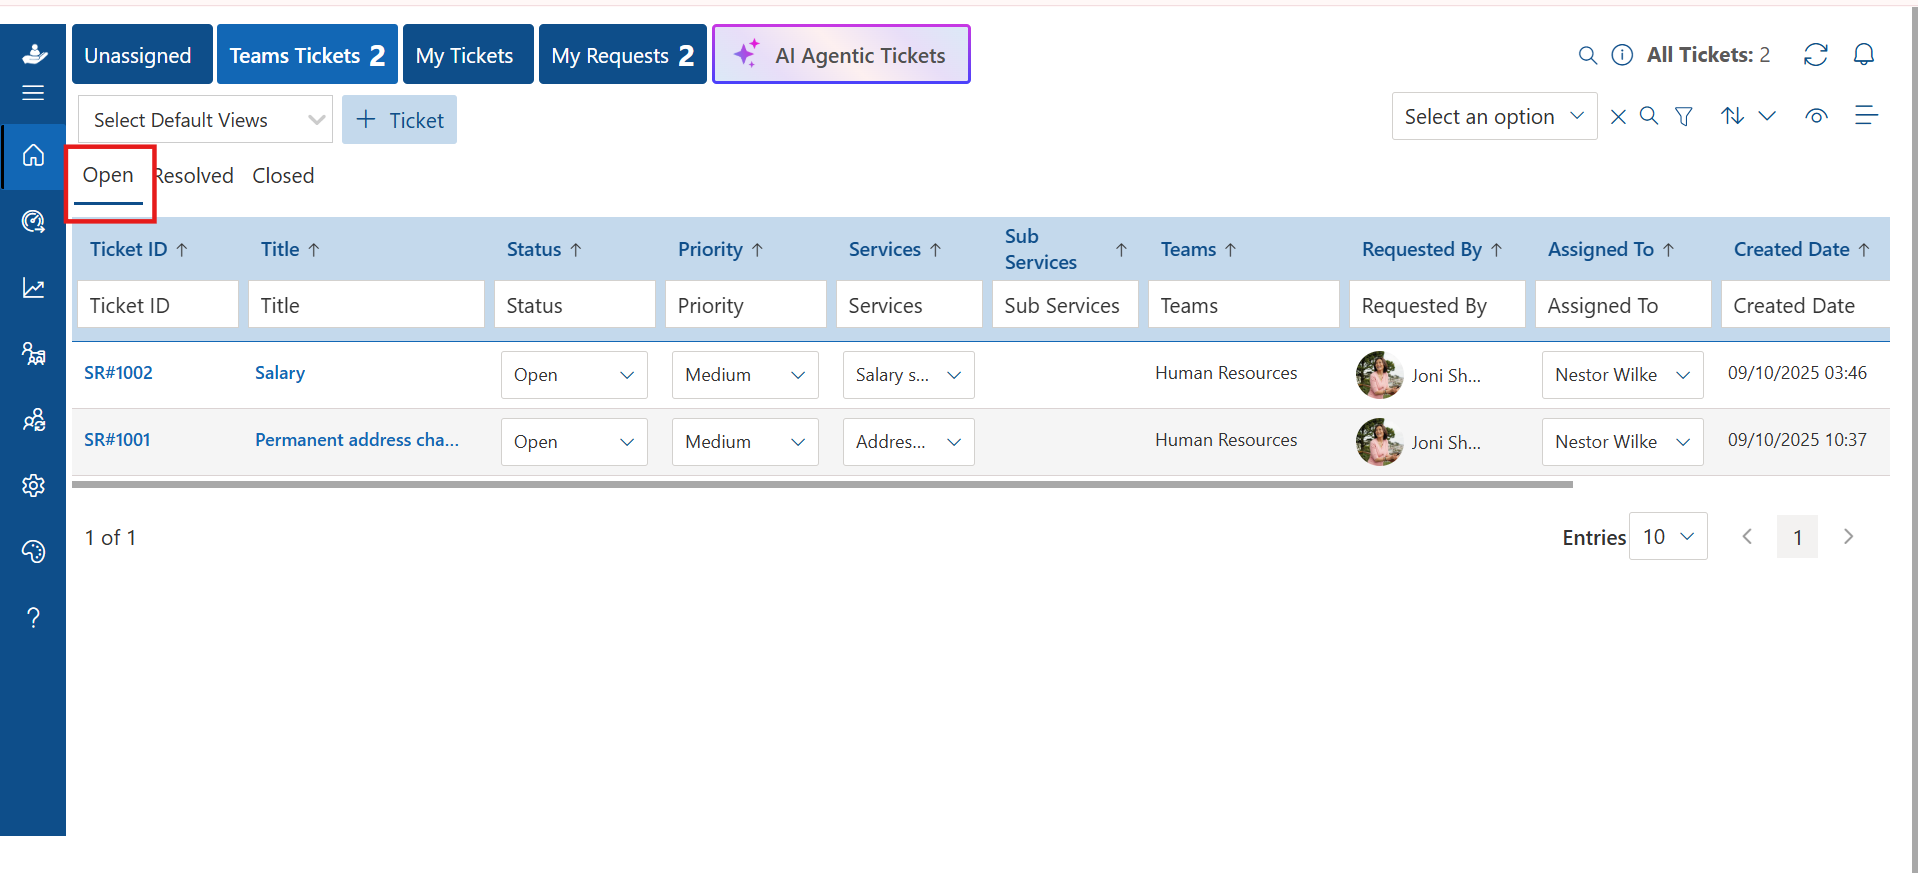 Unassigned
Teams Tickets 2
My Tickets
My Requests 2
AI Agentic Tickets
All Tickets: 2
Select Default Views
+ Ticket
Select an option
Open
Resolved
Closed
Ticket ID
Title
Status
Priority
Services
Sub
Services
Teams
Requested By
Assigned To
Created Date
Ticket ID
Title
Status
Priority
Services
Sub Services
Teams
Requested By
Assigned To
Created Date
SR#1002
Salary
Open
Medium
Salary s...
Human Resources
Joni Sh...
Nestor Wilke
09/10/2025 03:46
SR#1001
Permanent address cha...
Open
Medium
Addres...
Human Resources
Joni Sh...
Nestor Wilke
09/10/2025 10:37
1 of 1
Entries
10
1